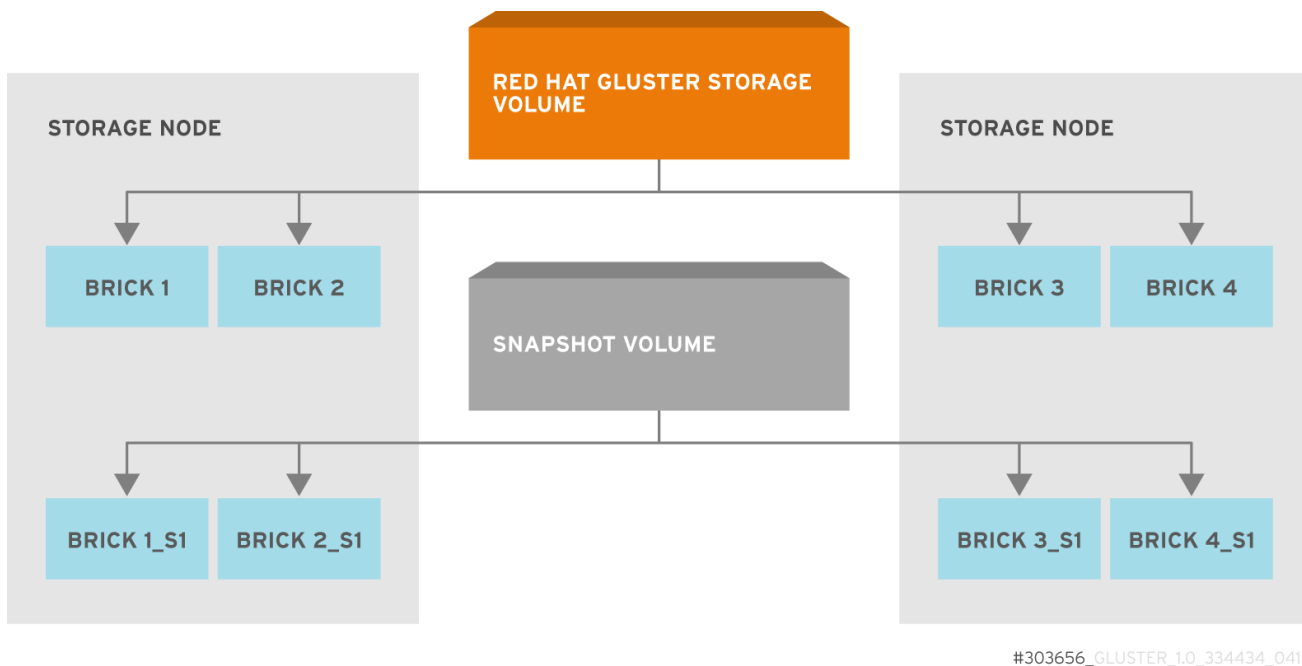 RED HAT GLUSTER STORAGE
VOLUME
STORAGE NODE
STORAGE NODE
BRICK 1
BRICK 2
BRICK 3
BRICK 4
SNAPSHOT VOLUME
BRICK 1_S1
BRICK 2_S1
BRICK 3_S1
BRICK 4_S1
#303656_GLUSTER_1.0_334434_041